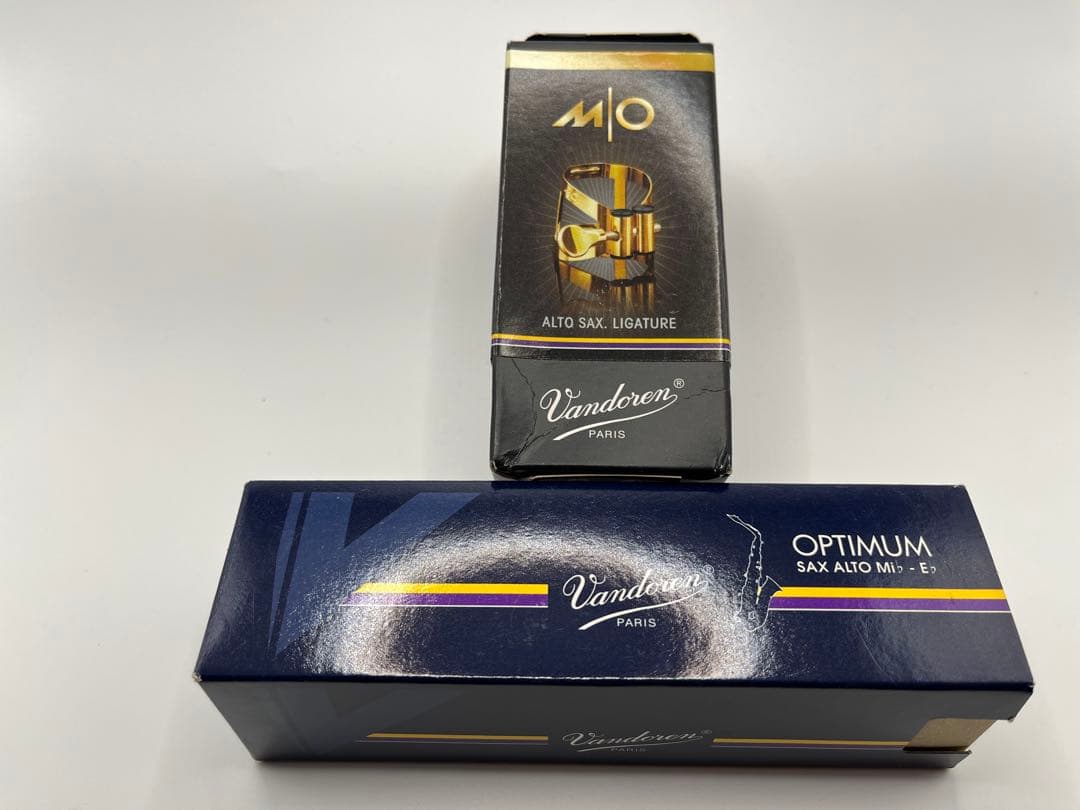 M|O
ALTO SAX. LIGATURE
Vandoren®
PARIS
OPTIMUM
SAX ALTO Mi♭ - E♭
Vandoren®
PARIS
Vandoren®
PARIS